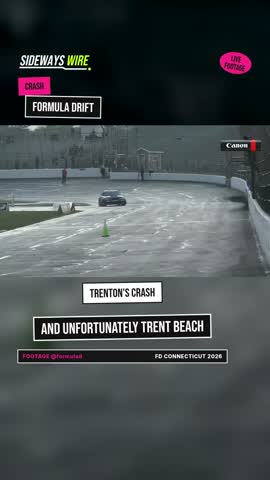 SIDEWAYS WIRE.
LIVE
FOOTAGE
CRASH
FORMULA DRIFT
Canon
TRENTON'S CRASH
AND UNFORTUNATELY TRENT BEACH
FOOTAGE @formulad
FD CONNECTICUT 2026